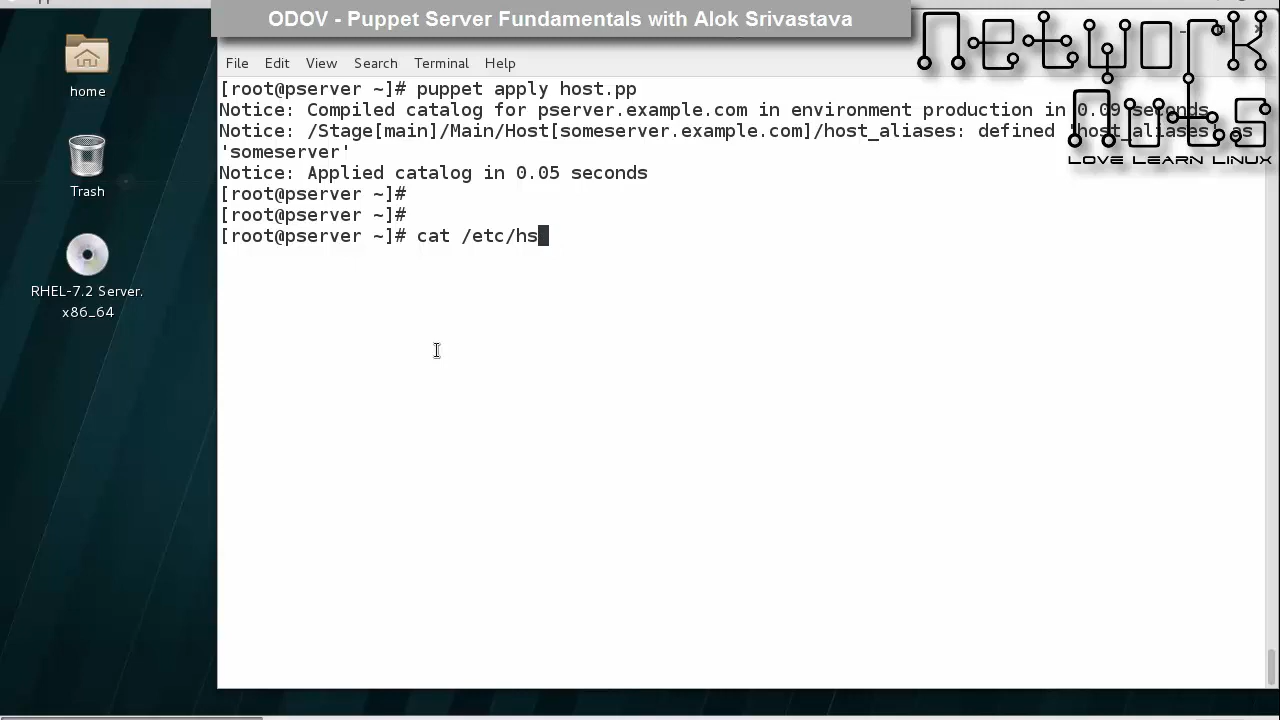 ODOV - Puppet Server Fundamentals with Alok Srivastava
Network
Nuts
LOVE LEARN LINUX
File Edit View Search Terminal Help
[root@pserver ~]# puppet apply host.pp
Notice: Compiled catalog for pserver.example.com in environment production in 0.09 seconds
Notice: /Stage[main]/Main/Host[someserver.example.com]/host_aliases: defined 'host_aliases' as
'someserver'
Notice: Applied catalog in 0.05 seconds
[root@pserver ~]#
[root@pserver ~]#
[root@pserver ~]# cat /etc/hs
home
Trash
RHEL-7.2 Server.
x86_64